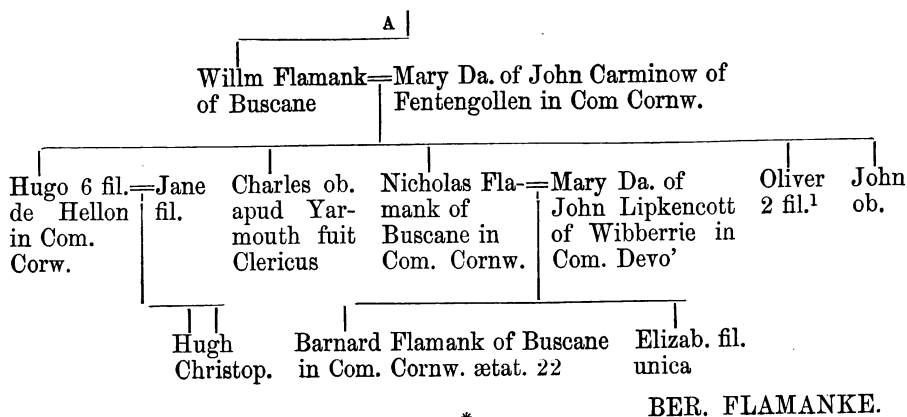 A
Willm Flamank=Mary Da. of John Carminow of
of Buscane Fentengollen in Com Cornw.
Hugo 6 fil.=Jane
de Hellon fil.
in Com.
Corw.
Charles ob.
apud Yar-
mouth fuit
Clericus
Nicholas Fla-=Mary Da. of
mank of John Lipkencott
Buscane in of Wibberrie in
Com. Cornw. Com. Devo'
Oliver
2 fil.¹
John
ob.
Hugh
Christop.
Barnard Flamank of Buscane
in Com. Cornw. ætat. 22
Elizab. fil.
unica
*
BER. FLAMANKE.